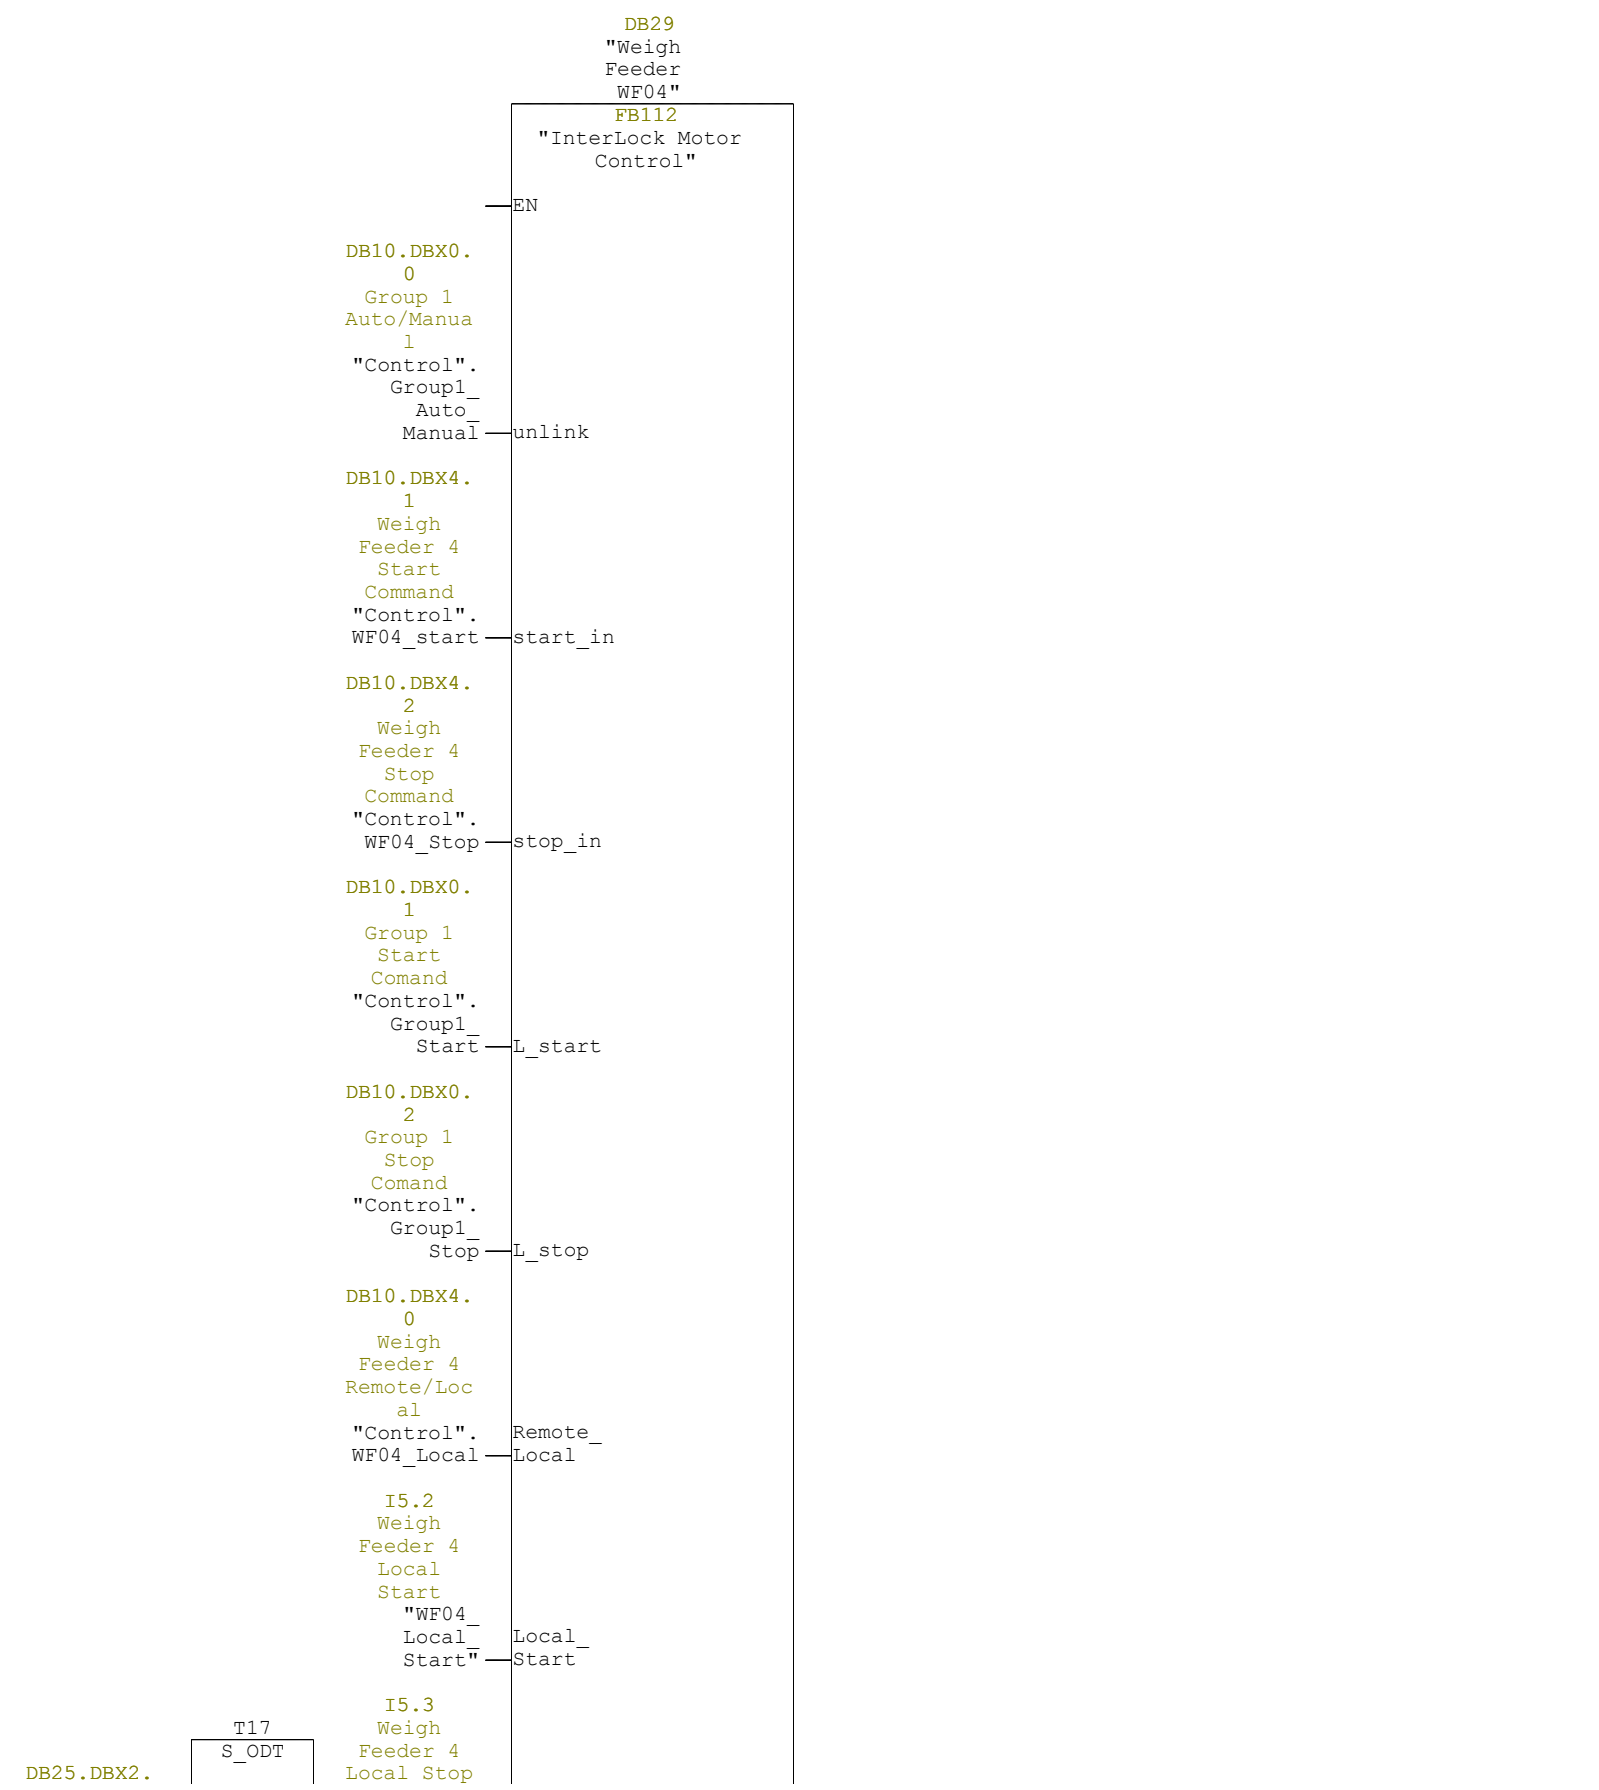 DB29
"Weigh
Feeder
WF04"
FB112
"InterLock Motor
Control"
EN
DB10.DBX0.
0
Group 1
Auto/Manua
l
"Control".
Group1_
Auto_
Manual unlink
DB10.DBX4.
1
Weigh
Feeder 4
Start
Command
"Control".
WF04_start start_in
DB10.DBX4.
2
Weigh
Feeder 4
Stop
Command
"Control".
WF04_Stop stop_in
DB10.DBX0.
1
Group 1
Start
Comand
"Control".
Group1_
Start L_start
DB10.DBX0.
2
Group 1
Stop
Comand
"Control".
Group1_
Stop L_stop
DB10.DBX4.
0
Weigh
Feeder 4
Remote/Loc
al
"Control". Remote_
WF04_Local Local
I5.2
Weigh
Feeder 4
Local
Start
"WF04_
Local_ Local_
Start" Start
I5.3
T17 Weigh
S_ODT Feeder 4
DB25.DBX2. Local Stop